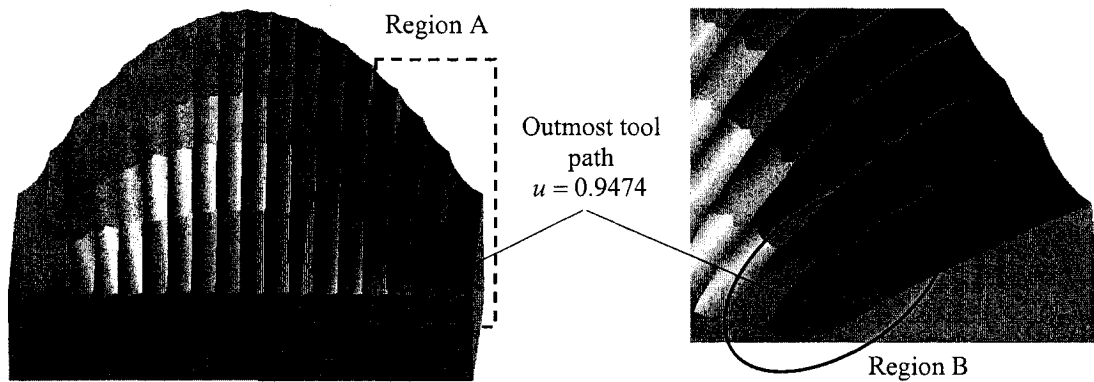 Region A
Outmost tool
path
u = 0.9474
Region B